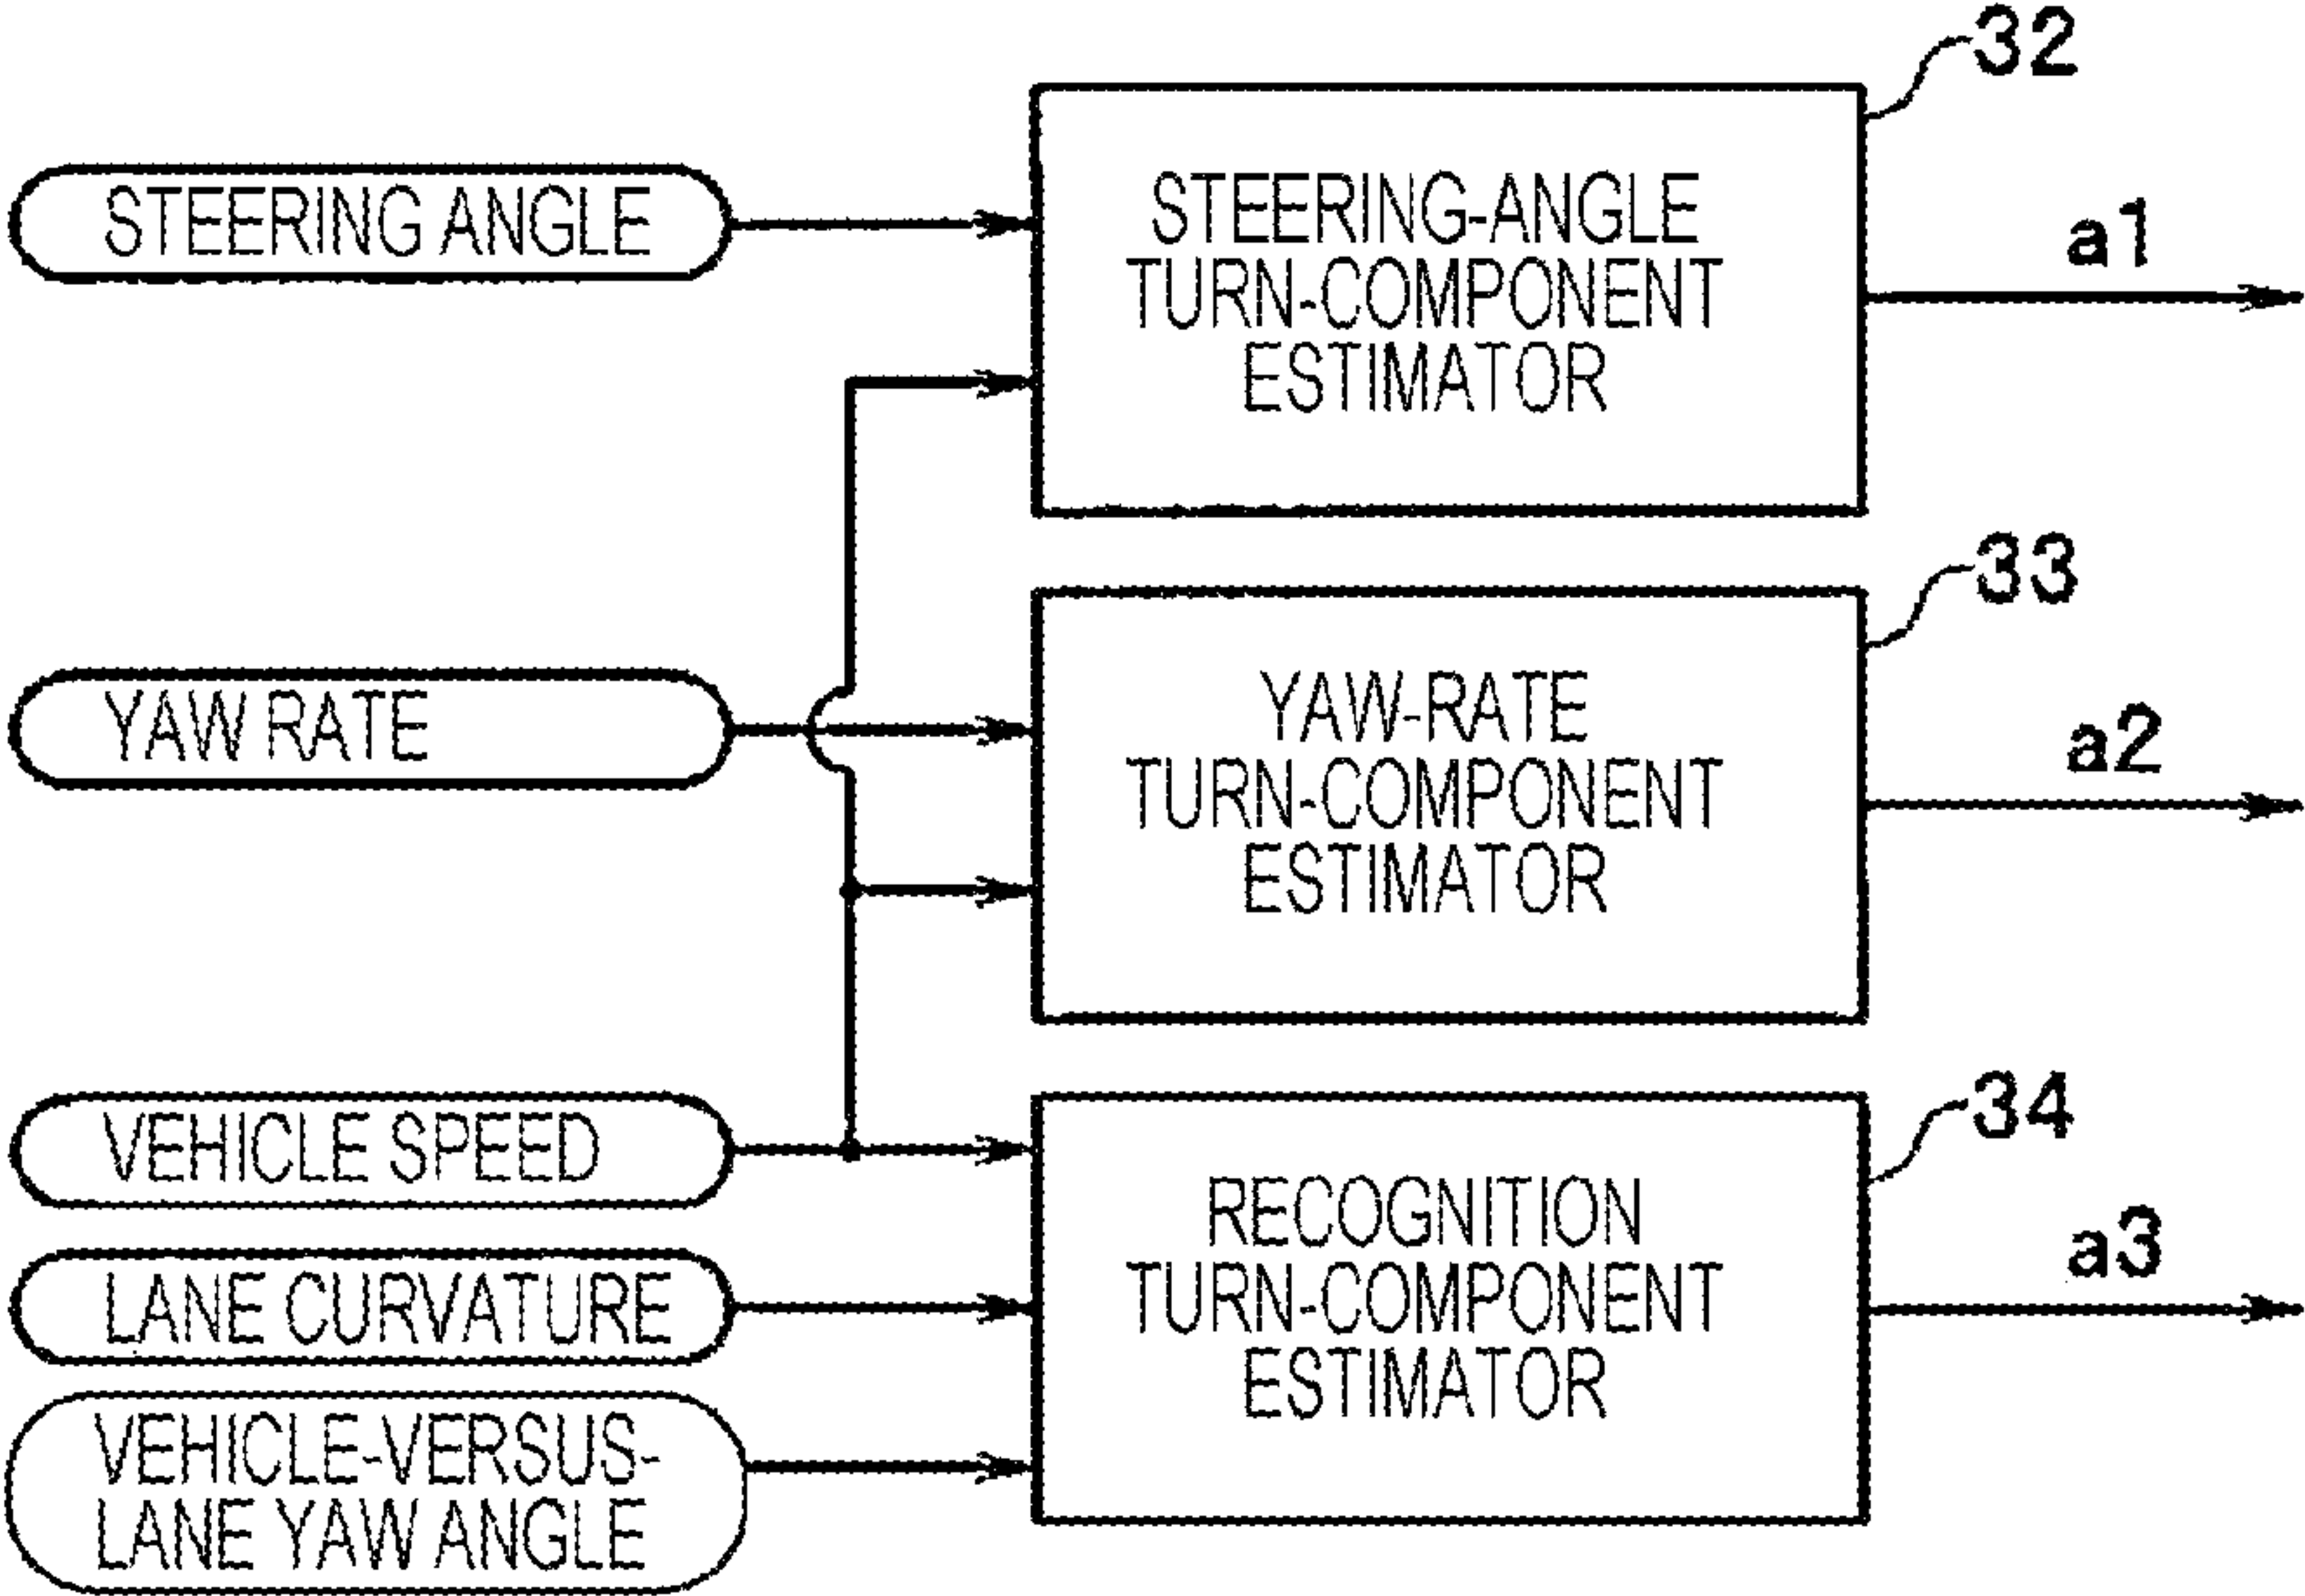 32
STEERING ANGLE
STEERING-ANGLE
TURN-COMPONENT
ESTIMATOR
a1
33
YAW RATE
YAW-RATE
TURN-COMPONENT
ESTIMATOR
a2
34
VEHICLE SPEED
LANE CURVATURE
VEHICLE-VERSUS-
LANE YAW ANGLE
RECOGNITION
TURN-COMPONENT
ESTIMATOR
a3